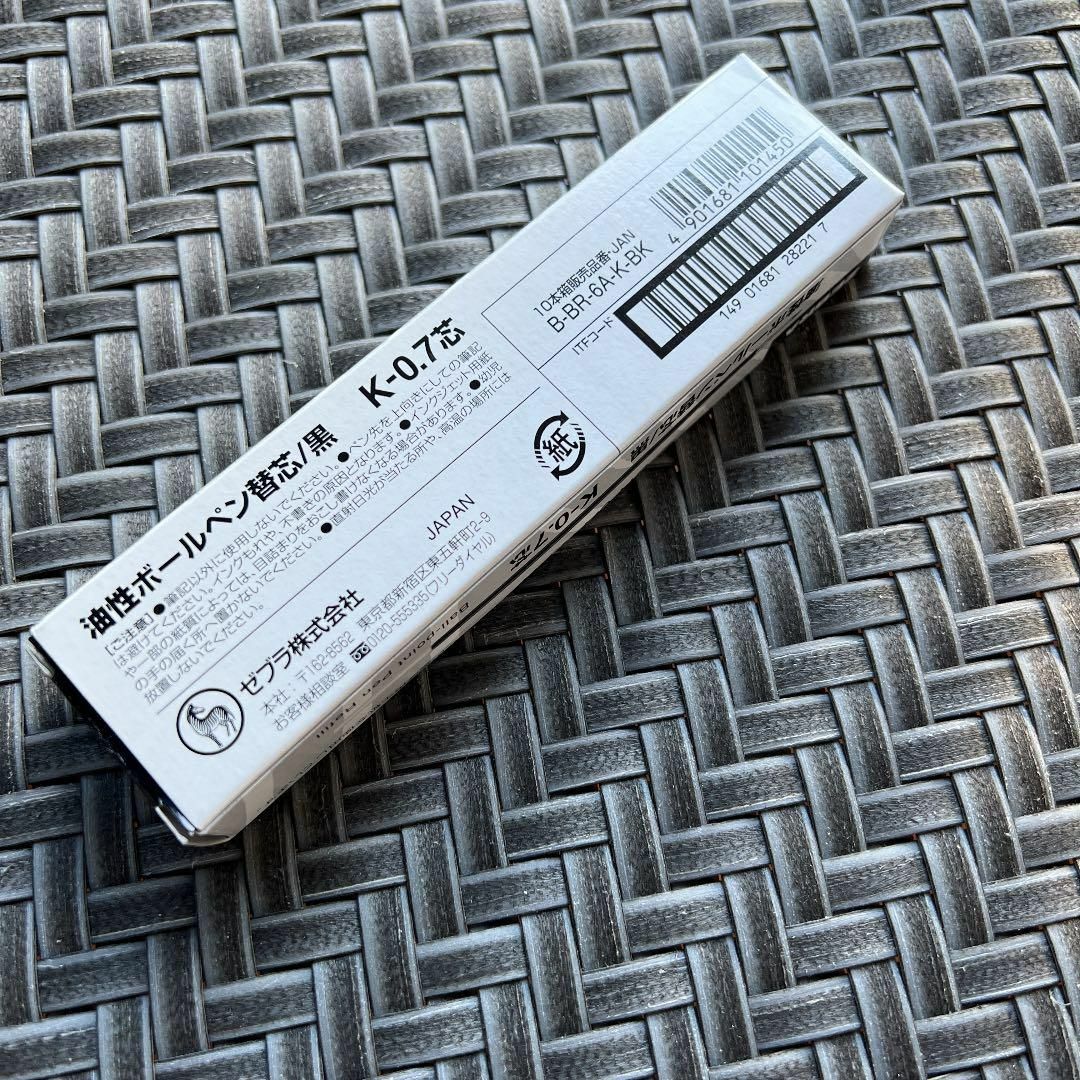 油性ボールペン替芯/黒 K-0.7芯
[ご注意] ●筆記以外に使用しないでください。●ペン先を上向きにしての筆記
は避けてください。インクもれや、不書きの原因となります。●インクジェット用紙
や一部の紙質によっては、目詰まりをおこし書けなくなる場合があります。●幼児
の手の届く所へ置かないでください。●直射日光が当たる所や、高温の場所には
放置しないでください。
ゼブラ株式会社 JAPAN
本社:〒162-8562 東京都新宿区東五軒町2-9
お客様相談室 0120-555335(フリーダイヤル)
紙
10本箱販売品番・JAN
B-BR-6A-K-BK
4 901681 101450
ITFコード
149 01681 28221 7
K-0.7芯
Ball-point Pen Refill